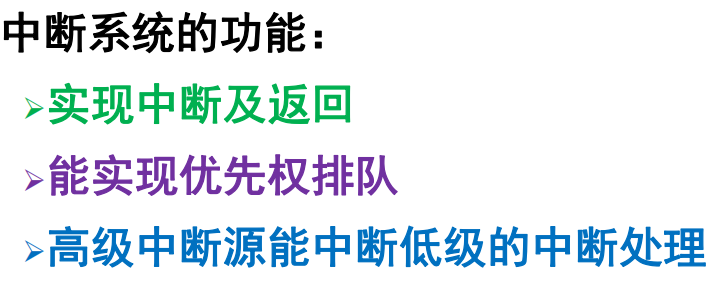 中断系统的功能：
➢实现中断及返回
➢能实现优先权排队
➢高级中断源能中断低级的中断处理